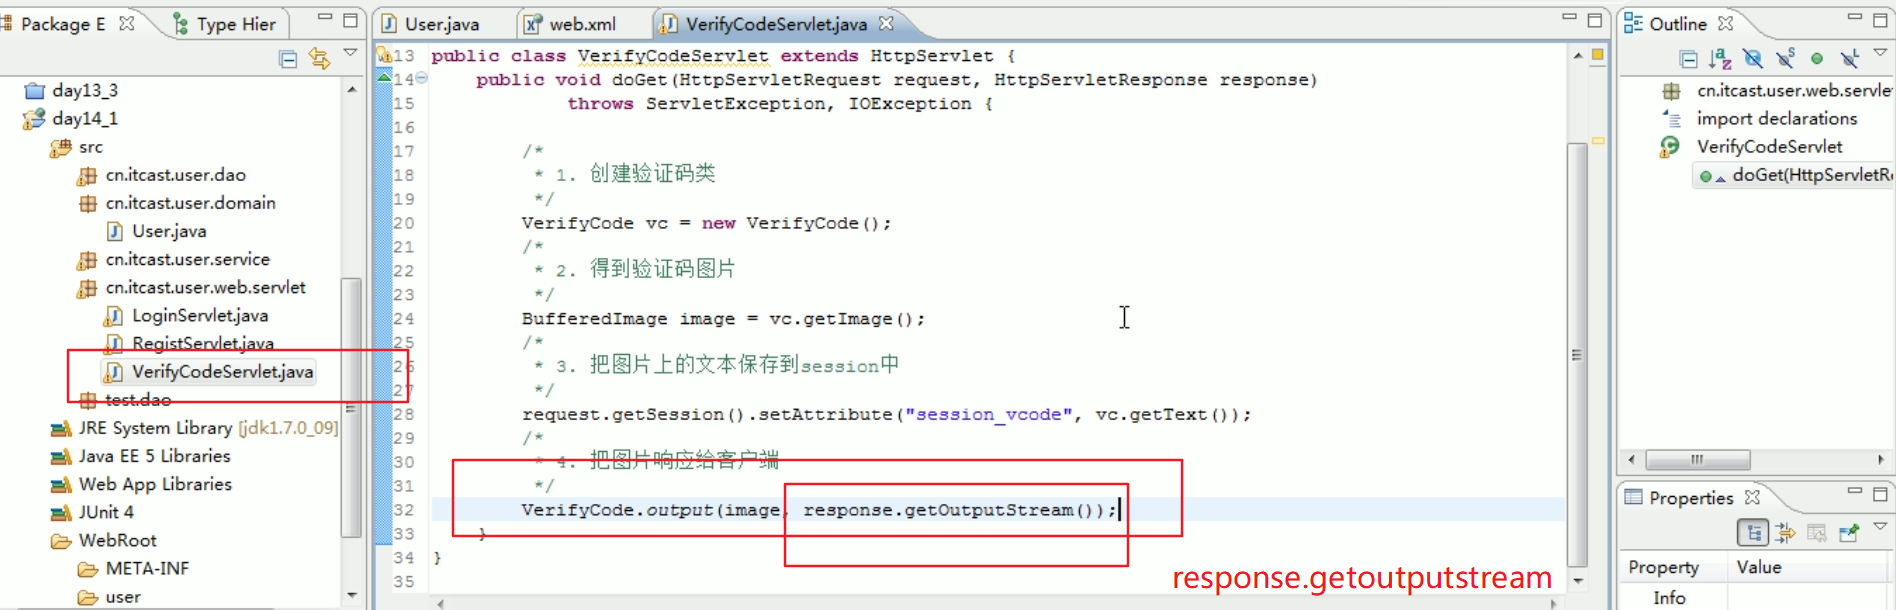 Package E
Type Hier
day13_3
day14_1
src
cn.itcast.user.dao
cn.itcast.user.domain
User.java
cn.itcast.user.service
cn.itcast.user.web.servlet
LoginServlet.java
RegistServlet.java
VerifyCodeServlet.java
test.dao
JRE System Library [jdk1.7.0_09]
Java EE 5 Libraries
Web App Libraries
JUnit 4
WebRoot
META-INF
user
User.java
web.xml
VerifyCodeServlet.java
13 public class VerifyCodeServlet extends HttpServlet {
14 public void doGet(HttpServletRequest request, HttpServletResponse response)
15 throws ServletException, IOException {
16
17 /*
18 * 1. 创建验证码类
19 */
20 VerifyCode vc = new VerifyCode();
21 /*
22 * 2. 得到验证码图片
23 */
24 BufferedImage image = vc.getImage();
25 /*
26 * 3. 把图片上的文本保存到session中
27 */
28 request.getSession().setAttribute("session_vcode", vc.getText());
29 /*
30 * 4. 把图片响应给客户端
31 */
32 VerifyCode.output(image, response.getOutputStream());
33 }
34 }
35
response.getoutputstream
Outline
cn.itcast.user.web.servle
import declarations
VerifyCodeServlet
doGet(HttpServletR
Properties
Property Value
Info